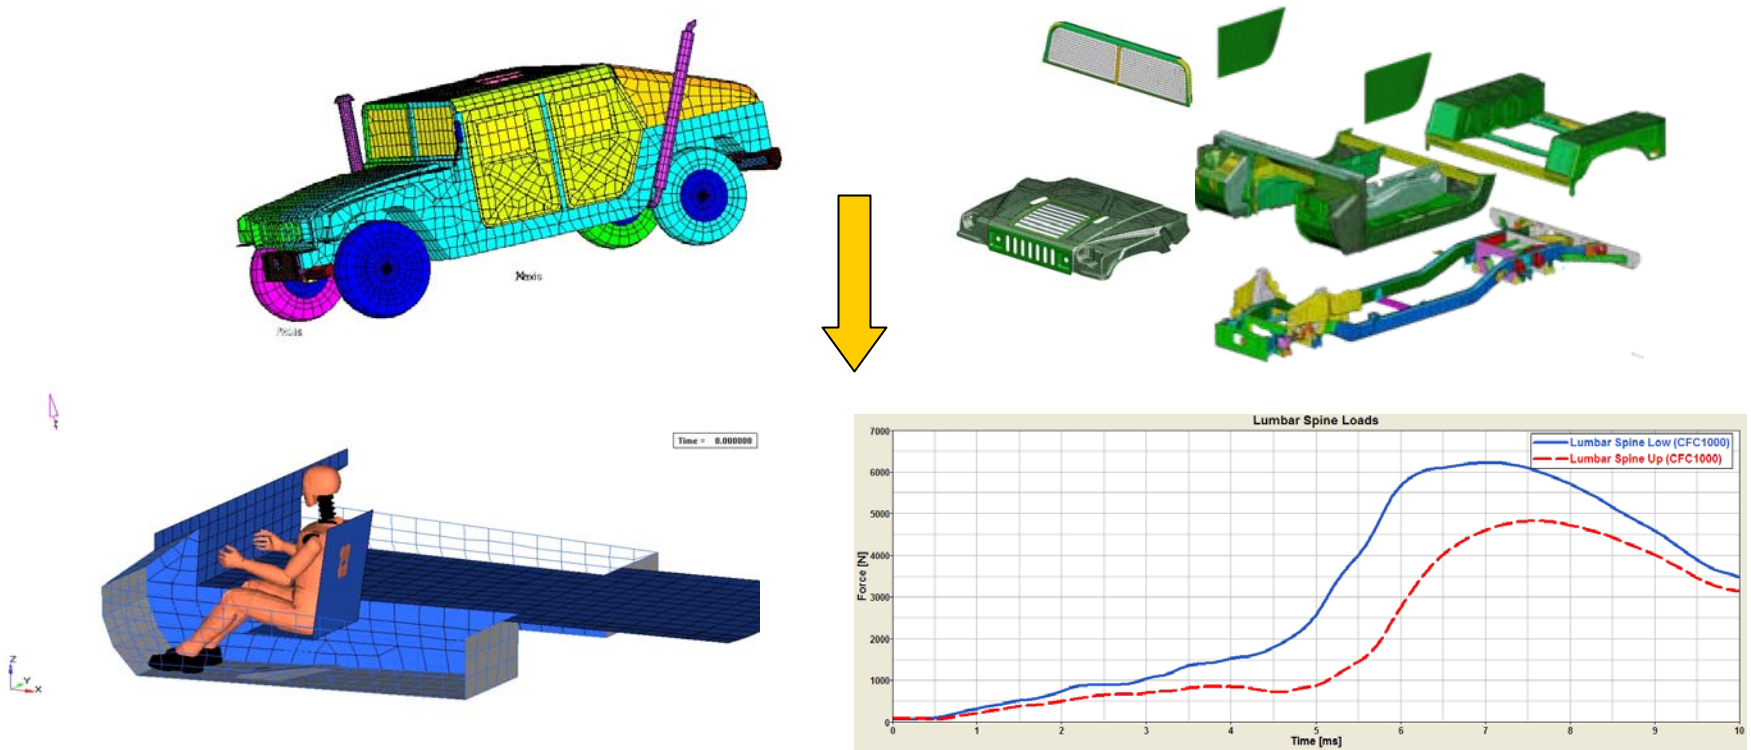 Time = 0.000000
Z
Y
X
Lumbar Spine Loads
Lumbar Spine Low (CFC1000)
Lumbar Spine Up (CFC1000)
Force [N]
7000
6000
5000
4000
3000
2000
1000
0
0 1 2 3 4 5 6 7 8 9 10
Time [ms]